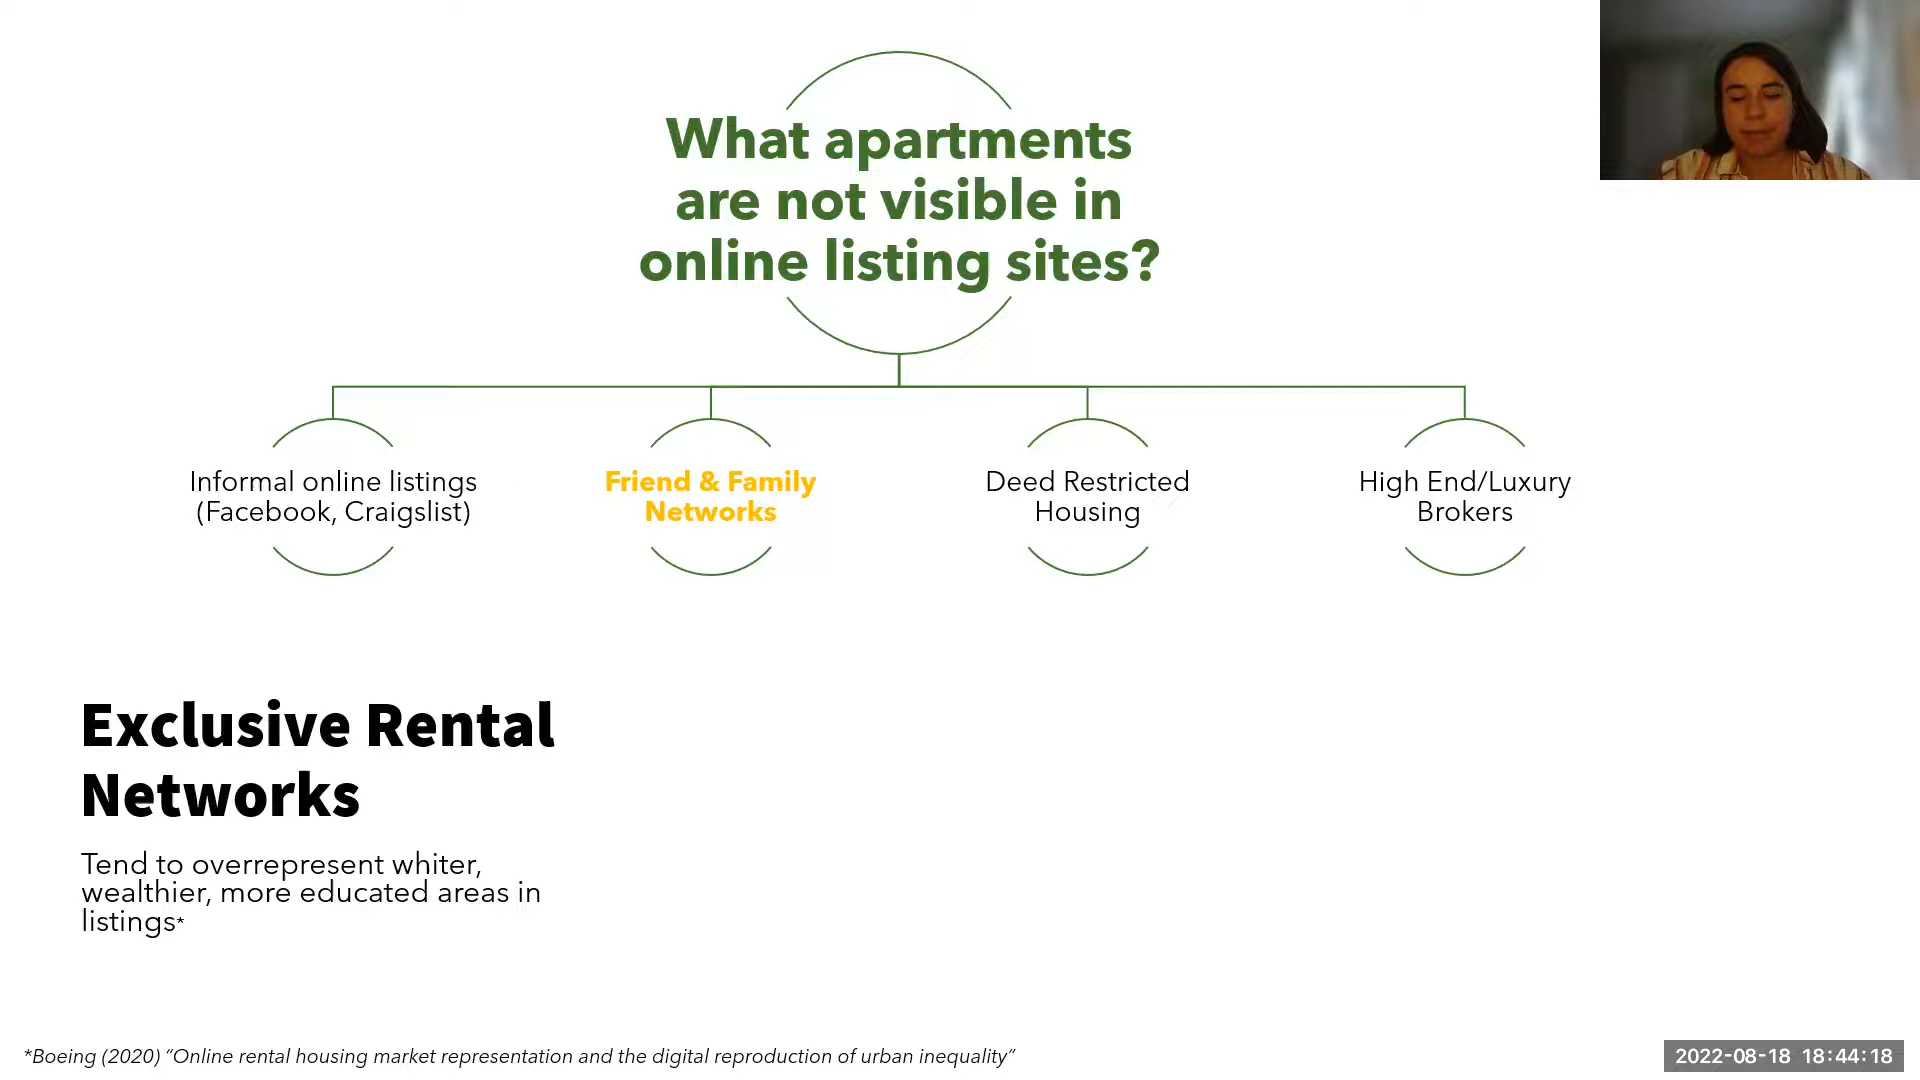 What apartments
are not visible in
online listing sites?
Informal online listings
(Facebook, Craigslist)
Friend & Family
Networks
Deed Restricted
Housing
High End/Luxury
Brokers
Exclusive Rental
Networks
Tend to overrepresent whiter,
wealthier, more educated areas in
listings*
*Boeing (2020) “Online rental housing market representation and the digital reproduction of urban inequality”
2022-08-18 18:44:18